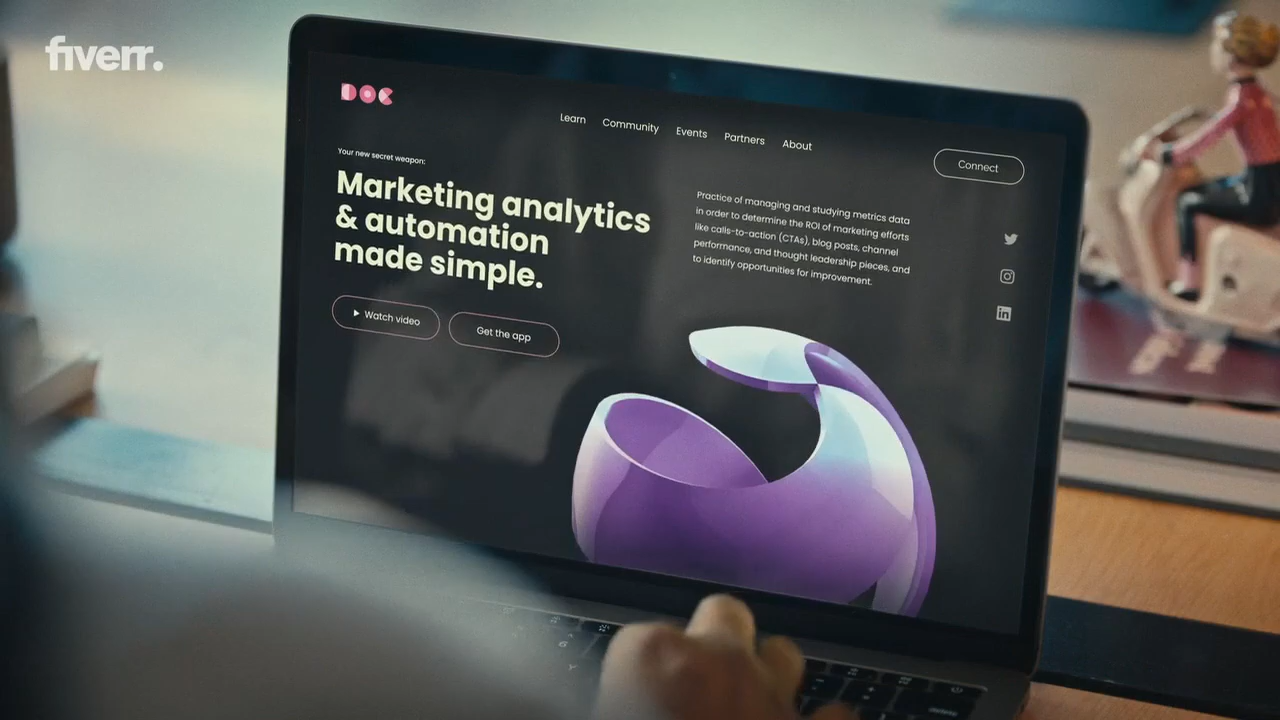 fiverr.
DOC
Learn Community Events Partners About
Connect
Your new secret weapon:
Marketing analytics
& automation
made simple.
Watch video
Get the app
Practice of managing and studying metrics data
in order to determine the ROI of marketing efforts
like calls-to-action (CTAs), blog posts, channel
performance, and thought leadership pieces, and
to identify opportunities for improvement.